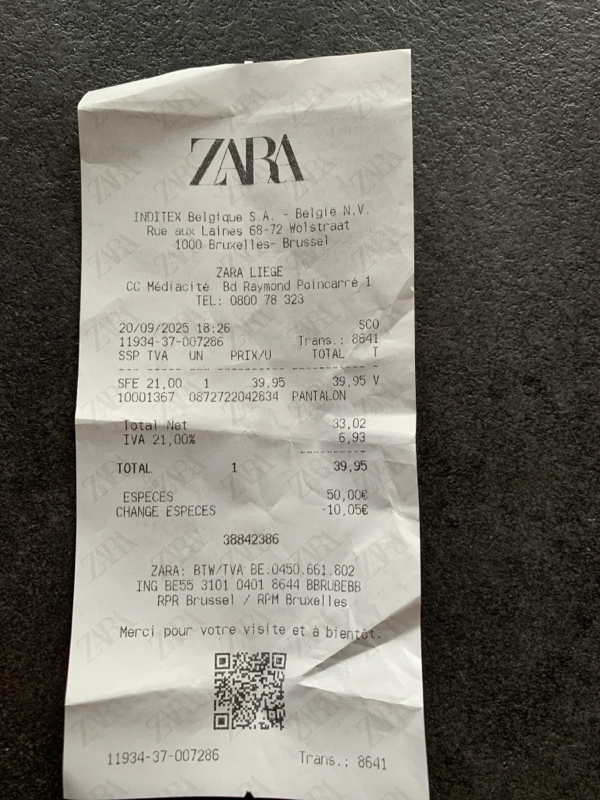 ZARA
INDITEX Belgique S.A. - België N.V.
Rue aux Laines 68-72 Wolstraat
1000 Bruxelles- Brussel
ZARA LIEGE
CC Médiacité Bd Raymond Poincarré 1
TEL: 0800 78 323
20/09/2025 18:26 SCO
11934-37-007286 Trans.: 8641
SSP TVA UN PRIX/U TOTAL T
SFE 21,00 1 39,95 39,95 V
10001367 0872722042834 PANTALON
Total Net 33,02
IVA 21,00% 6,93
TOTAL 1 39,95
ESPECES 50,00€
CHANGE ESPECES -10,05€
38842386
ZARA: BTW/TVA BE.0450.661.602
ING BE55 3101 0401 8644 BBRUBEBB
RPR Brussel / RPM Bruxelles
Merci pour votre visite et à bientôt.
11934-37-007286 Trans.: 8641